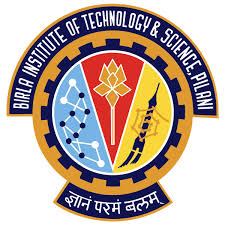 BIRLA INSTITUTE OF TECHNOLOGY & SCIENCE, PILANI
ज्ञानं परमं बलम्